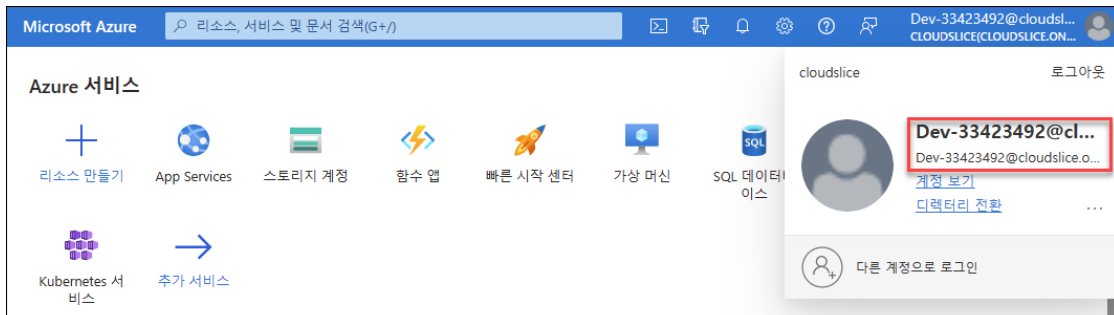 Microsoft Azure
리소스, 서비스 및 문서 검색(G+/)
Dev-33423492@cloudsl...
CLOUDSLICE(CLOUDSLICE.ON...
Azure 서비스
리소스 만들기
App Services
스토리지 계정
함수 앱
빠른 시작 센터
가상 머신
SQL 데이터
이스
Kubernetes 서
비스
추가 서비스
cloudslice
로그아웃
Dev-33423492@cl...
Dev-33423492@cloudslice.o...
계정 보기
디렉터리 전환
...
다른 계정으로 로그인